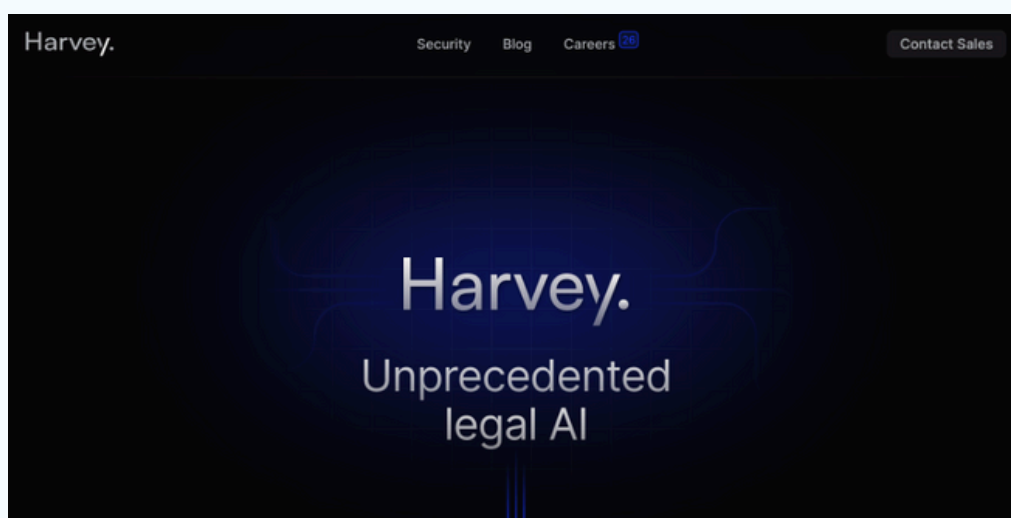 Harvey.
Security Blog Careers 26 Contact Sales
Harvey.
Unprecedented
legal AI